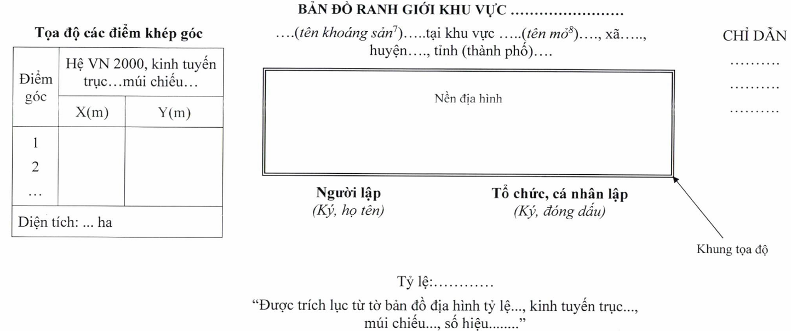 BẢN ĐỒ RANH GIỚI KHU VỰC ........................
….(tên khoáng sản⁷)…..tại khu vực …..(tên mỏ⁸)…., xã…..,
huyện…., tỉnh (thành phố)….
Tọa độ các điểm khép góc
Điểm góc
Hệ VN 2000, kinh tuyến
trục…múi chiếu…
X(m) Y(m)
1
2
…
Diện tích: ... ha
Nền địa hình
CHỈ DẪN
……….
……….
……….
Người lập
(Ký, họ tên)
Tổ chức, cá nhân lập
(Ký, đóng dấu)
Khung tọa độ
Tỷ lệ:…………
“Được trích lục từ tờ bản đồ địa hình tỷ lệ..., kinh tuyến trục...,
múi chiếu..., số hiệu........”